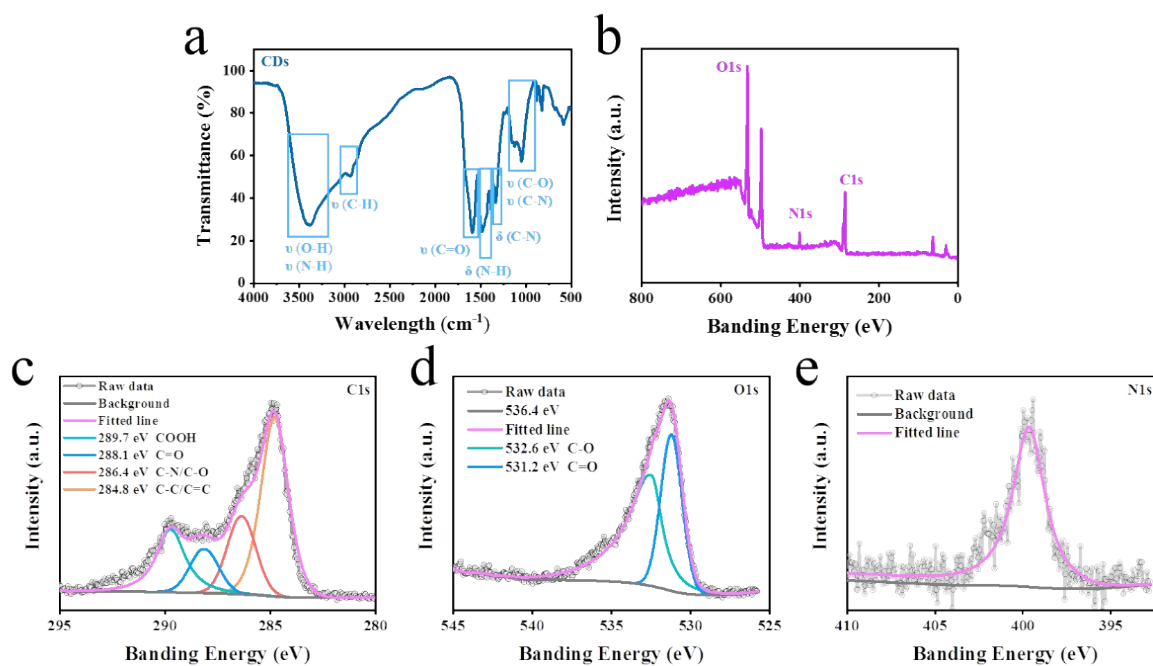 a
CDs
Transmittance (%)
100
80
60
40
20
0
υ (O-H)
υ (N-H)
υ (C-H)
υ (C=O)
δ (N-H)
δ (C-N)
υ (C-O)
υ (C-N)
4000 3500 3000 2500 2000 1500 1000 500
Wavelength (cm⁻¹)
b
Intensity (a.u.)
O1s
N1s
C1s
800 600 400 200 0
Banding Energy (eV)
c
C1s
Raw data
Background
Fitted line
289.7 eV COOH
288.1 eV C=O
286.4 eV C-N/C-O
284.8 eV C-C/C=C
Intensity (a.u.)
295 290 285 280
Banding Energy (eV)
d
O1s
Raw data
536.4 eV
Fitted line
532.6 eV C-O
531.2 eV C=O
Intensity (a.u.)
545 540 535 530 525
Banding Energy (eV)
e
N1s
Raw data
Background
Fitted line
Intensity (a.u.)
410 405 400 395
Banding Energy (eV)